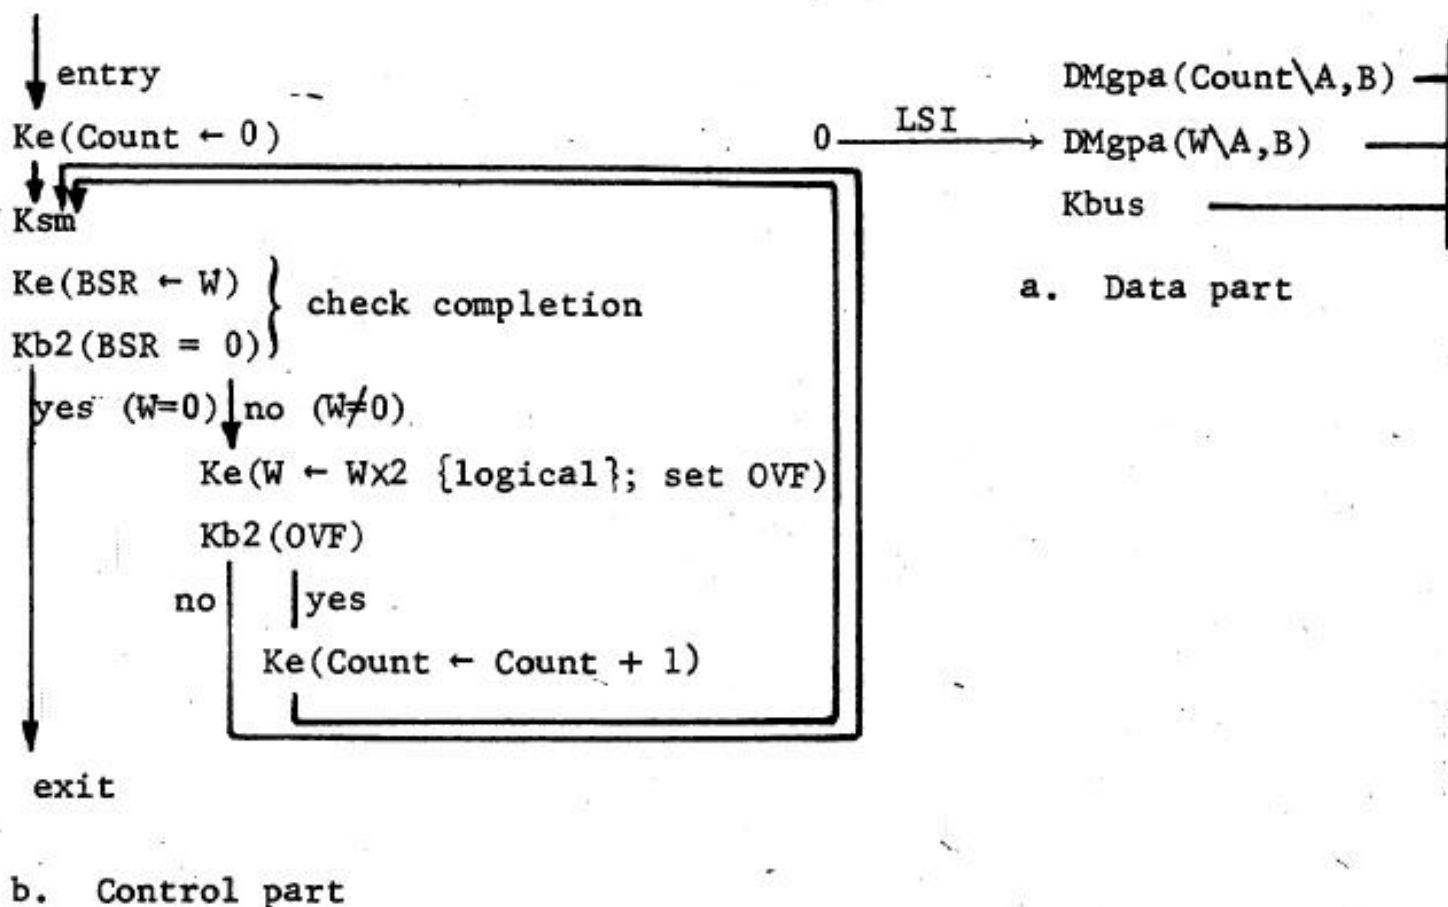 entry
Ke(Count ← 0)
Ksm
Ke(BSR ← W)
Kb2(BSR = 0)
check completion
yes (W=0)
no (W≠0)
Ke(W ← WX2 {logical}; set OVF)
Kb2(OVF)
no
yes
Ke(Count ← Count + 1)
exit
b. Control part
DMgpa(Count\A,B)
0 LSI DMgpa(W\A,B)
Kbus
a. Data part